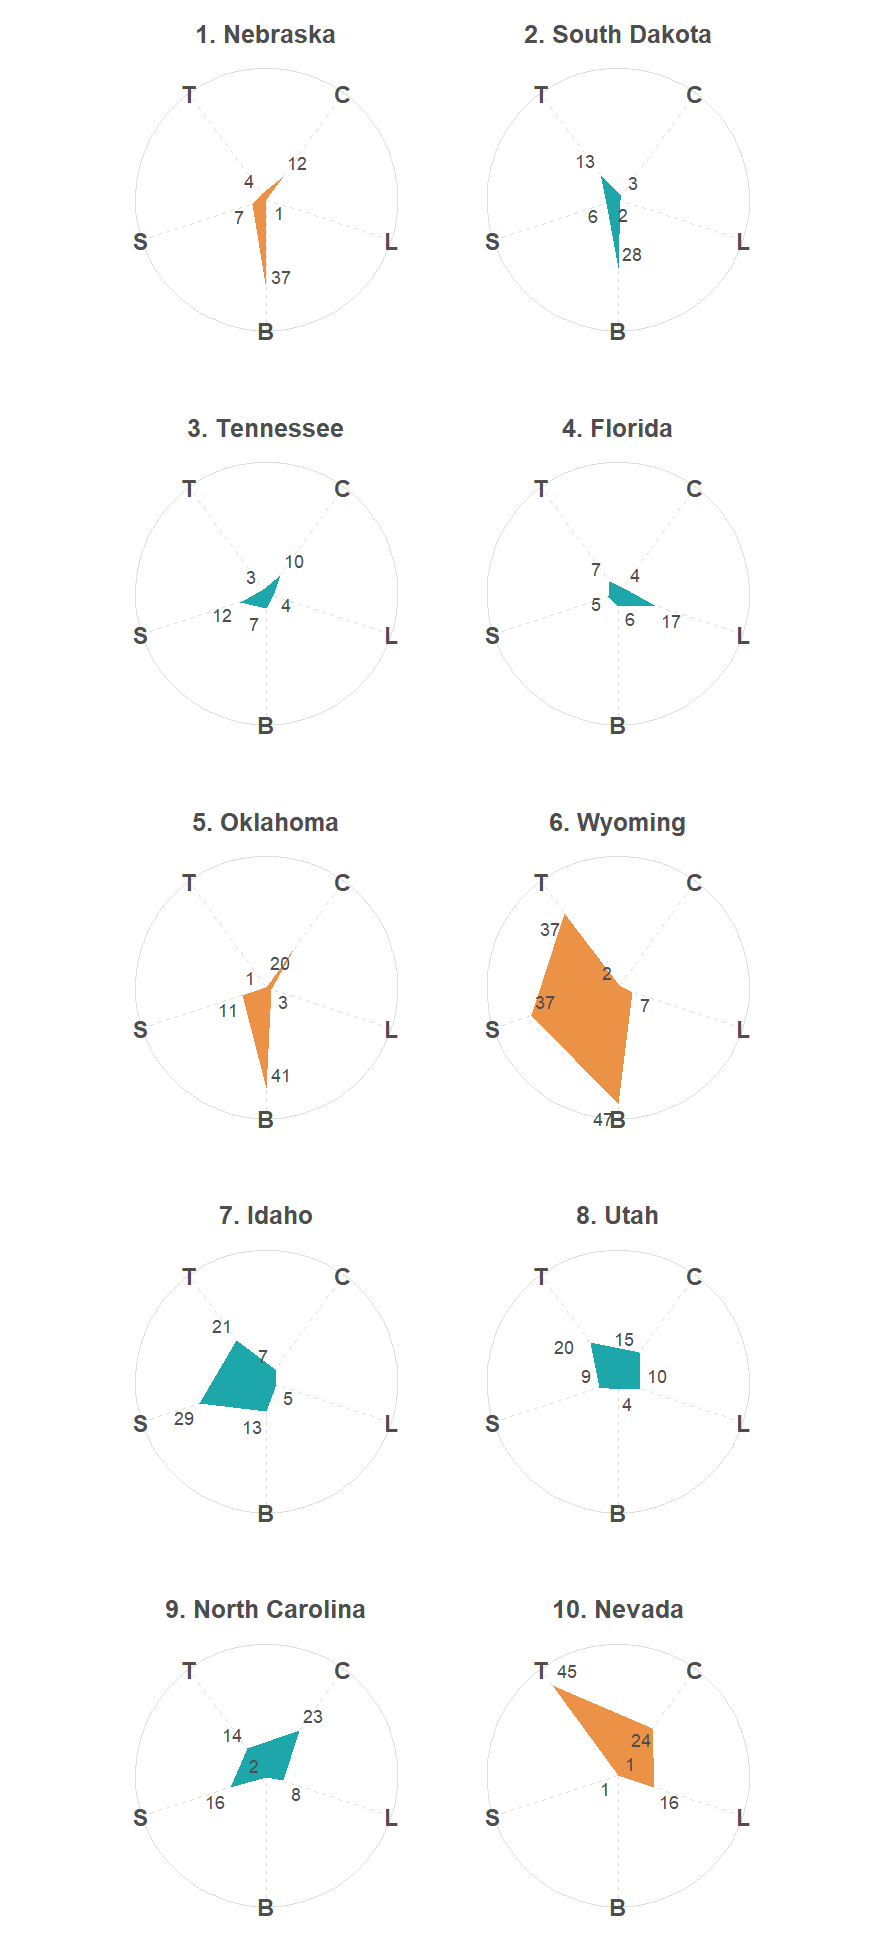 1. Nebraska
T
C
12
4
7
1
S
L
37
B
2. South Dakota
T
C
13
3
6
2
S
L
28
B
3. Tennessee
T
C
10
3
4
12
7
S
L
B
4. Florida
T
C
7
4
5
6
17
S
L
B
5. Oklahoma
T
C
20
1
3
11
S
L
41
B
6. Wyoming
T
C
37
2
37
7
S
L
47
B
7. Idaho
T
C
21
7
5
29
13
S
L
B
8. Utah
T
C
15
20
9
10
4
S
L
B
9. North Carolina
T
C
23
14
2
8
16
S
L
B
10. Nevada
T
45
C
24
1
1
16
S
L
B